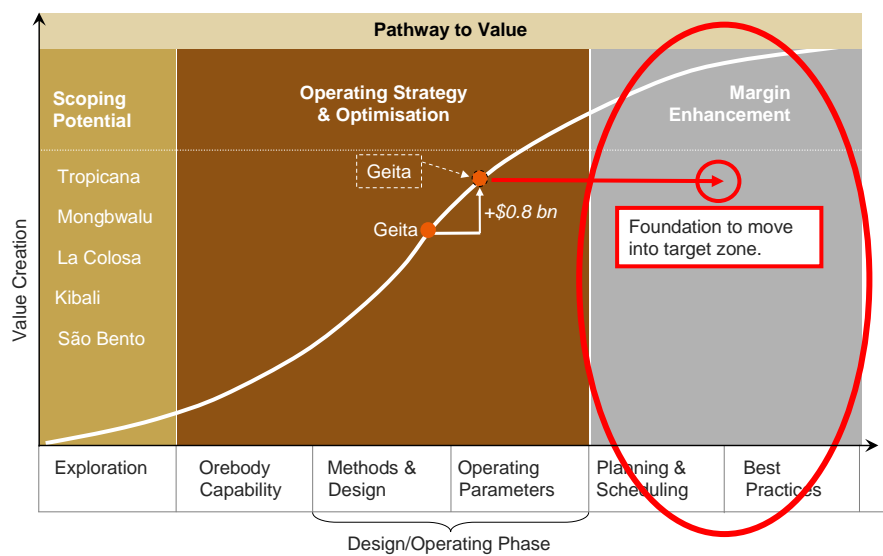 Pathway to Value
Scoping
Potential
Operating Strategy
& Optimisation
Margin
Enhancement
Tropicana
Mongbwalu
La Colosa
Kibali
São Bento
Geita
Geita
+$0.8 bn
Foundation to move
into target zone.
Value Creation
Exploration
Orebody
Capability
Methods &
Design
Operating
Parameters
Planning &
Scheduling
Best
Practices
Design/Operating Phase